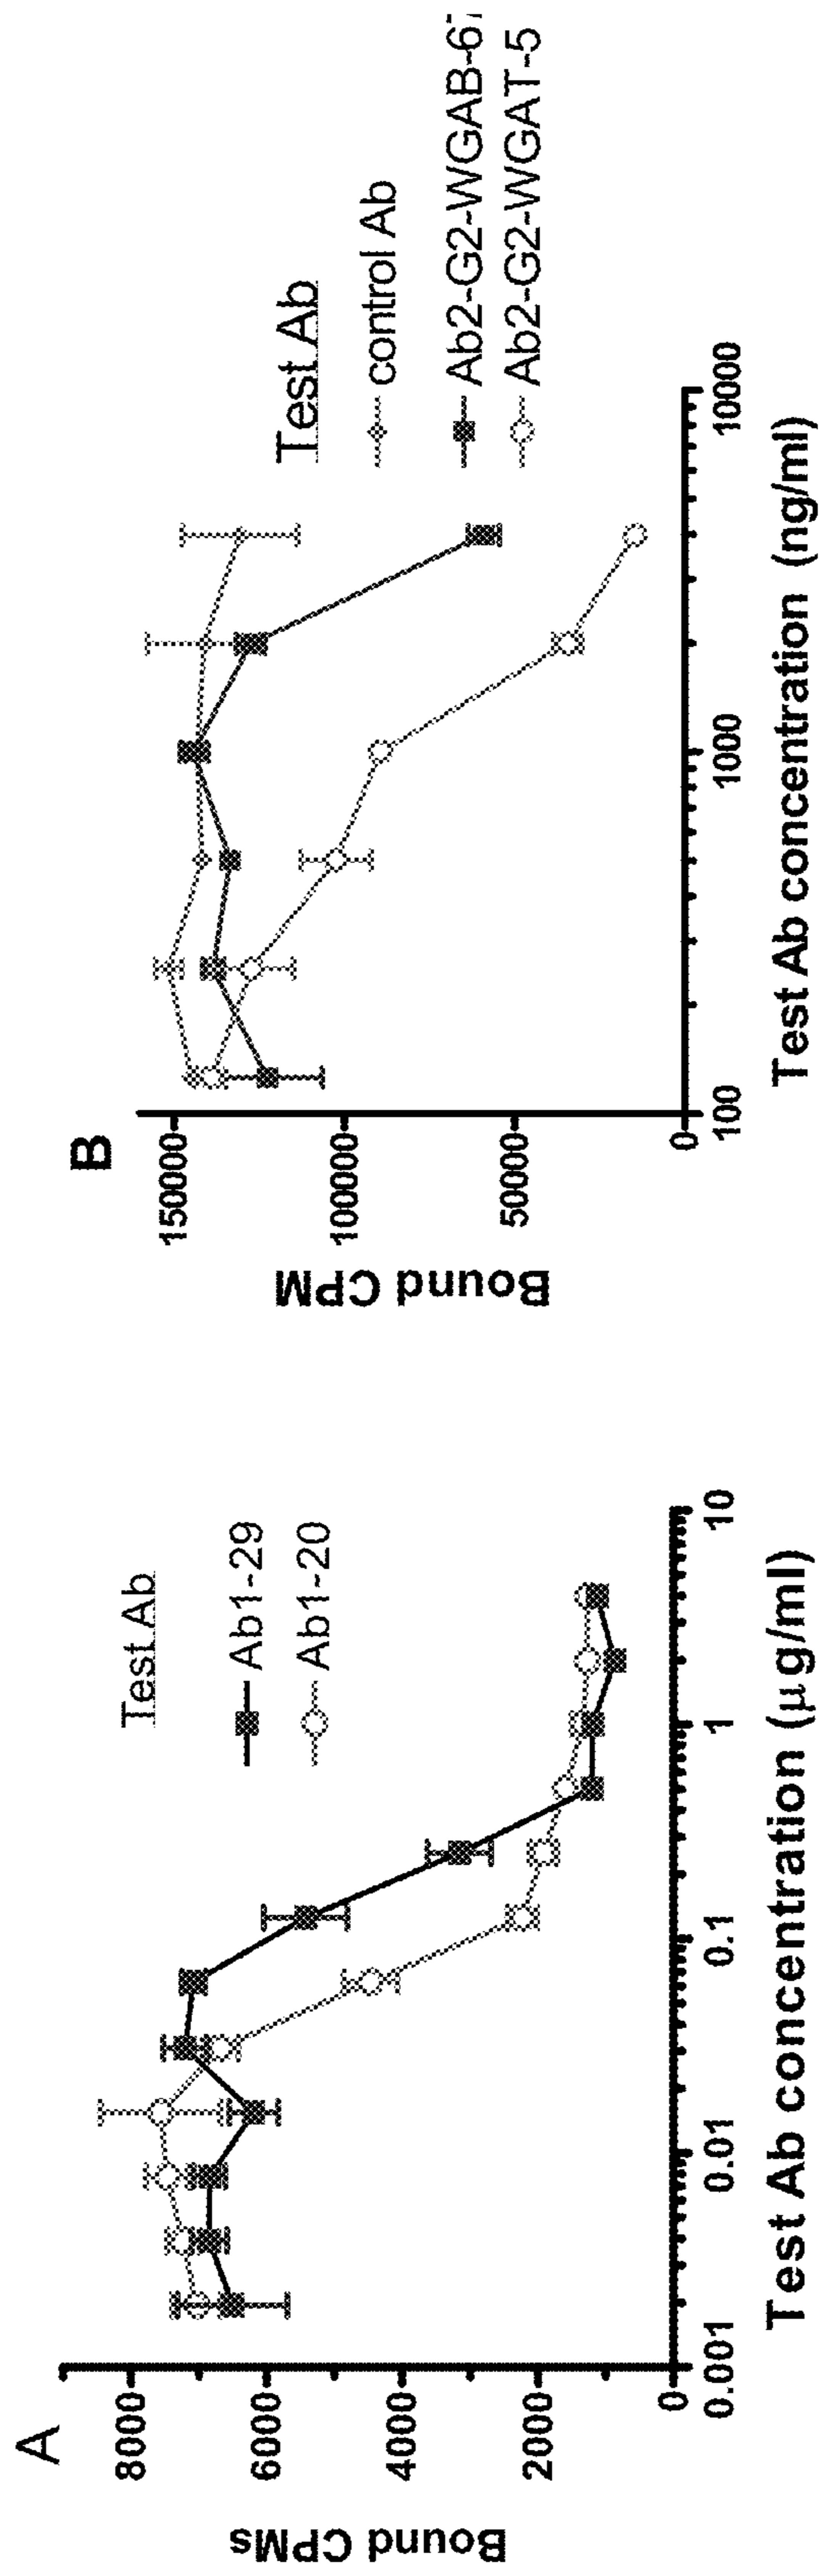 A
Bound CPMs
8000
6000
4000
2000
0
0.001
0.01
0.1
1
10
Test Ab concentration (μg/ml)
Test Ab
Ab1-29
Ab1-20
B
Bound CPM
150000
100000
50000
0
100
1000
10000
Test Ab concentration (ng/ml)
Test Ab
control Ab
Ab2-G2-WGAB-67
Ab2-G2-WGAT-5